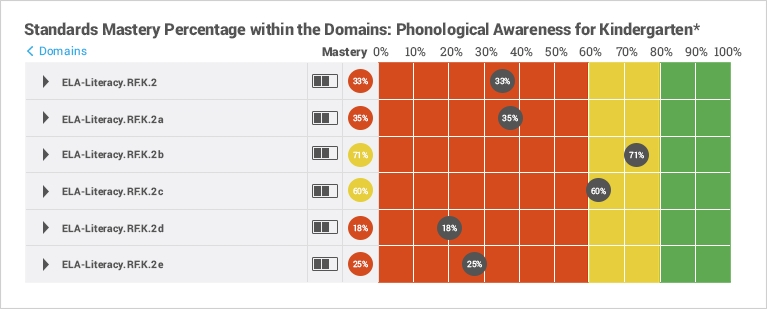 Standards Mastery Percentage within the Domains: Phonological Awareness for Kindergarten*
Domains
Mastery 0% 10% 20% 30% 40% 50% 60% 70% 80% 90% 100%
ELA-Literacy.RF.K.2 33% 33%
ELA-Literacy.RF.K.2a 35% 35%
ELA-Literacy.RF.K.2b 71% 71%
ELA-Literacy.RF.K.2c 60% 60%
ELA-Literacy.RF.K.2d 18% 18%
ELA-Literacy.RF.K.2e 25% 25%